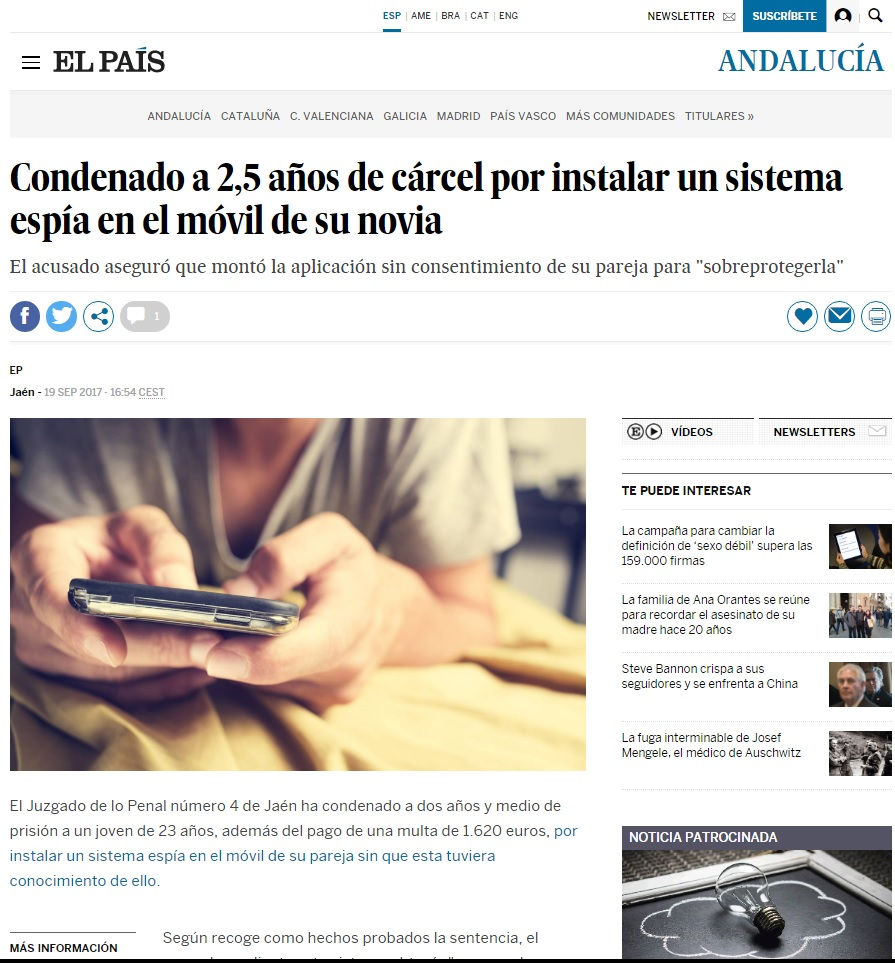 ESP | AME | BRA | CAT | ENG
NEWSLETTER
SUSCRÍBETE
EL PAÍS
ANDALUCÍA
ANDALUCÍA CATALUÑA C. VALENCIANA GALICIA MADRID PAÍS VASCO MÁS COMUNIDADES TITULARES »
Condenado a 2,5 años de cárcel por instalar un sistema
espía en el móvil de su novia
El acusado aseguró que montó la aplicación sin consentimiento de su pareja para "sobreprotegerla"
1
EP
Jaén - 19 SEP 2017 - 16:54 CEST
El Juzgado de lo Penal número 4 de Jaén ha condenado a dos años y medio de
prisión a un joven de 23 años, además del pago de una multa de 1.620 euros, por
instalar un sistema espía en el móvil de su pareja sin que esta tuviera
conocimiento de ello.
MÁS INFORMACIÓN
Según recoge como hechos probados la sentencia, el
VÍDEOS
NEWSLETTERS
TE PUEDE INTERESAR
La campaña para cambiar la
definición de ‘sexo débil’ supera las
159.000 firmas
La familia de Ana Orantes se reúne
para recordar el asesinato de su
madre hace 20 años
Steve Bannon crispa a sus
seguidores y se enfrenta a China
La fuga interminable de Josef
Mengele, el médico de Auschwitz
NOTICIA PATROCINADA